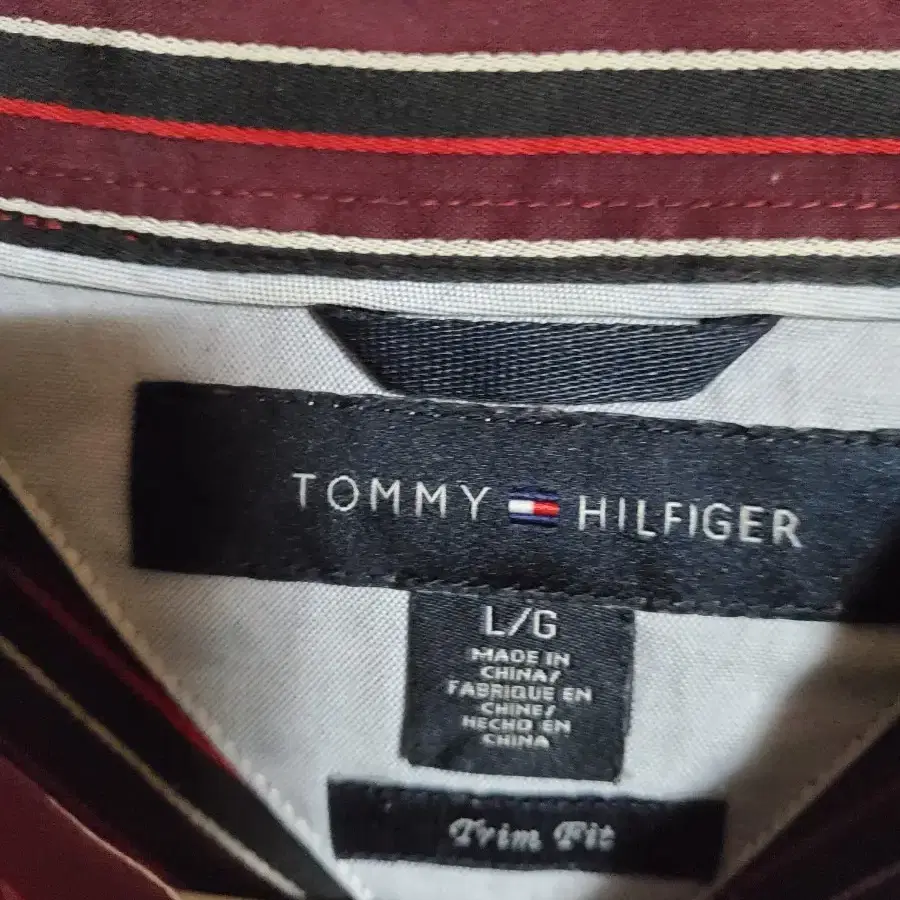 TOMMY HILFIGER
L/G
MADE IN
CHINA/
FABRIQUE EN
CHINE/
HECHO EN
CHINA
Trim Fit